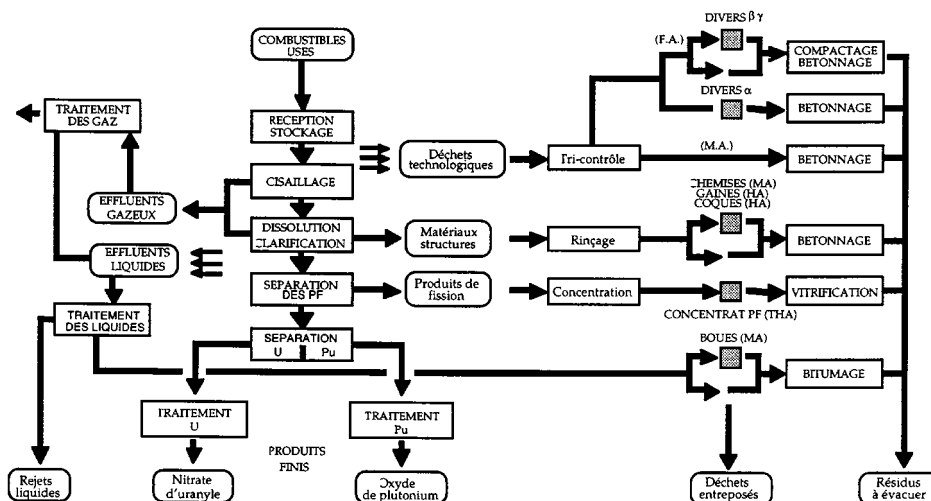 COMBUSTIBLES
USES
RECEPTION
STOCKAGE
CISAILLAGE
DISSOLUTION
CLARIFICATION
SEPARATION
DES PF
SEPARATION
U Pu
TRAITEMENT
DES GAZ
EFFLUENTS
GAZEUX
EFFLUENTS
LIQUIDES
TRAITEMENT
DES LIQUIDES
Déchets
technologiques
Tri-contrôle
(F.A.)
DIVERS βγ
COMPACTAGE
BETONNAGE
DIVERS α
BETONNAGE
(M.A.)
BETONNAGE
Matériaux
structures
Rinçage
CHEMISES (MA)
GAINES (HA)
COQUES (HA)
BETONNAGE
Produits de
fission
Concentration
CONCENTRAT PF (THA)
VITRIFICATION
BOUES (MA)
BITUMAGE
TRAITEMENT
U
TRAITEMENT
Pu
PRODUITS
FINIS
Rejets
liquides
Nitrate
d'uranyle
Oxyde
de plutonium
Déchets
entreposés
Résidus
à évacuer